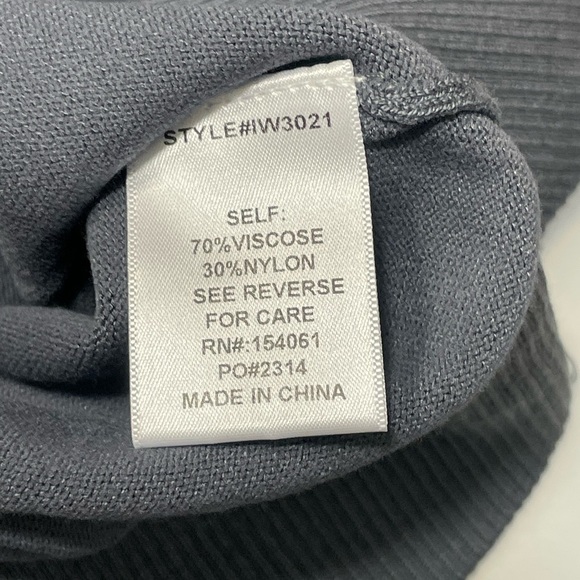 STYLE#IW3021
SELF:
70%VISCOSE
30%NYLON
SEE REVERSE
FOR CARE
RN#:154061
PO#2314
MADE IN CHINA